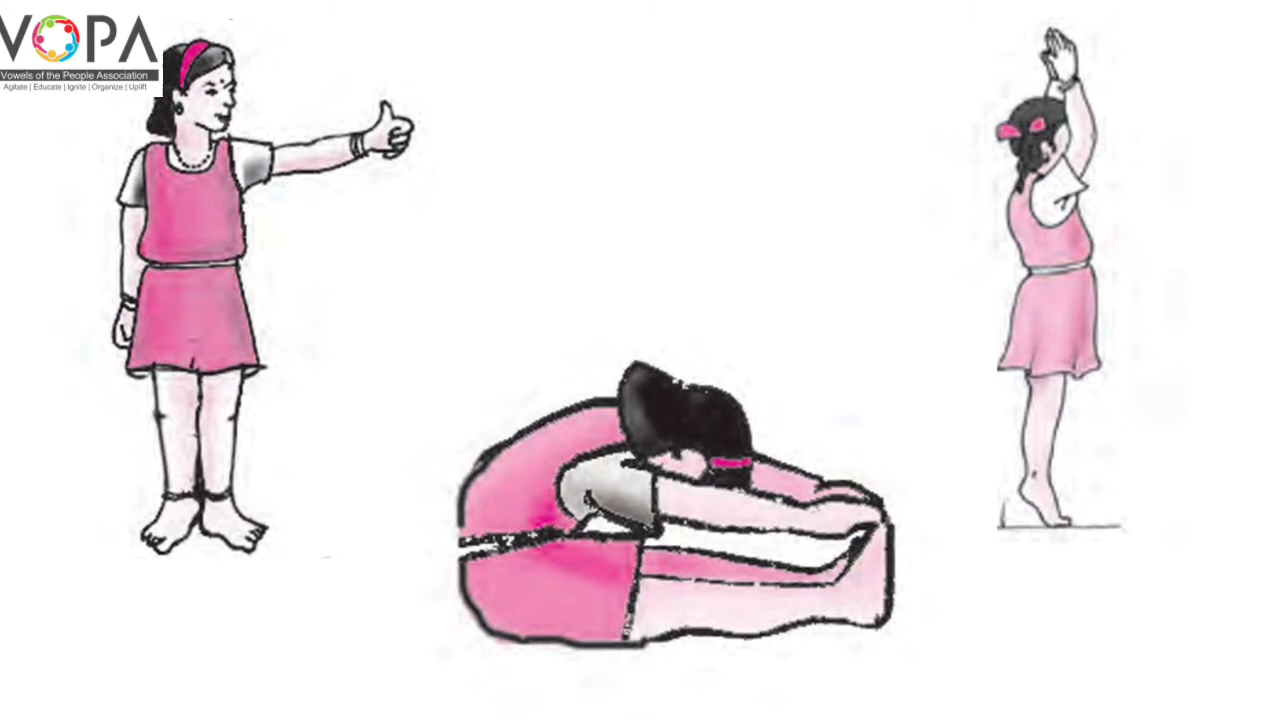 VOPA
Vowels of the People Association
Agitate | Educate | Ignite | Organize | Uplift